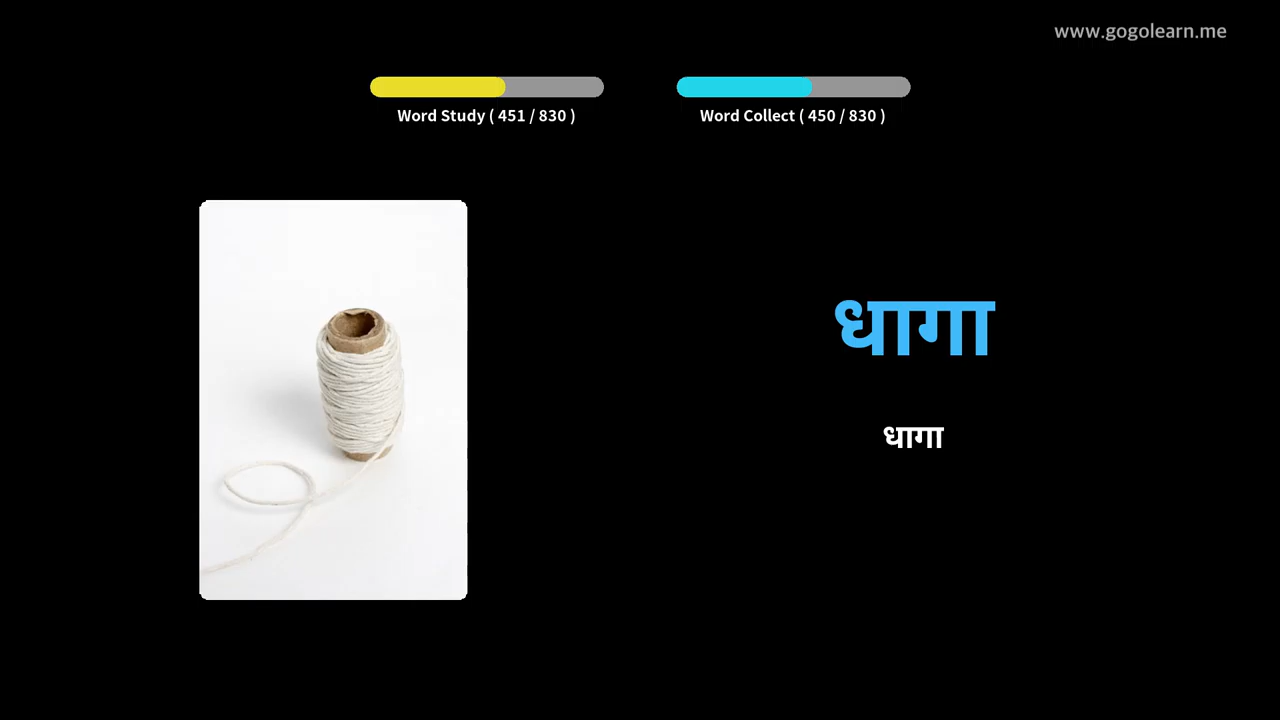 www.gogolearn.me
Word Study ( 451 / 830 )
Word Collect ( 450 / 830 )
धागा
धागा